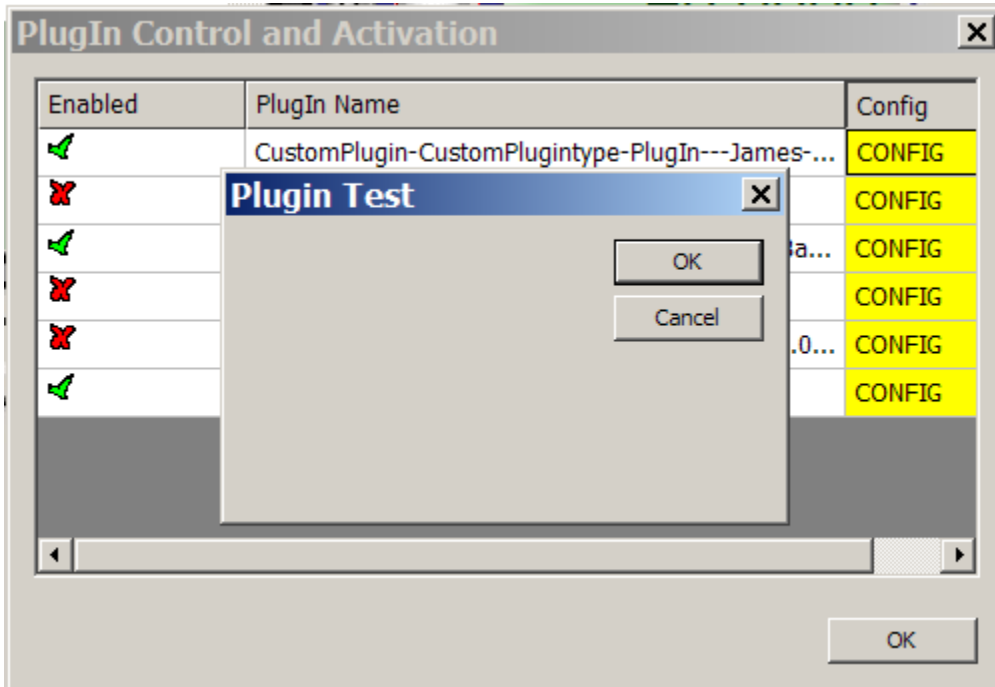 PlugIn Control and Activation
Enabled PlugIn Name Config
CustomPlugin-CustomPlugintype-PlugIn---James-... CONFIG
Plugin Test
CONFIG
OK
a... CONFIG
CONFIG
Cancel
.0... CONFIG
CONFIG
OK